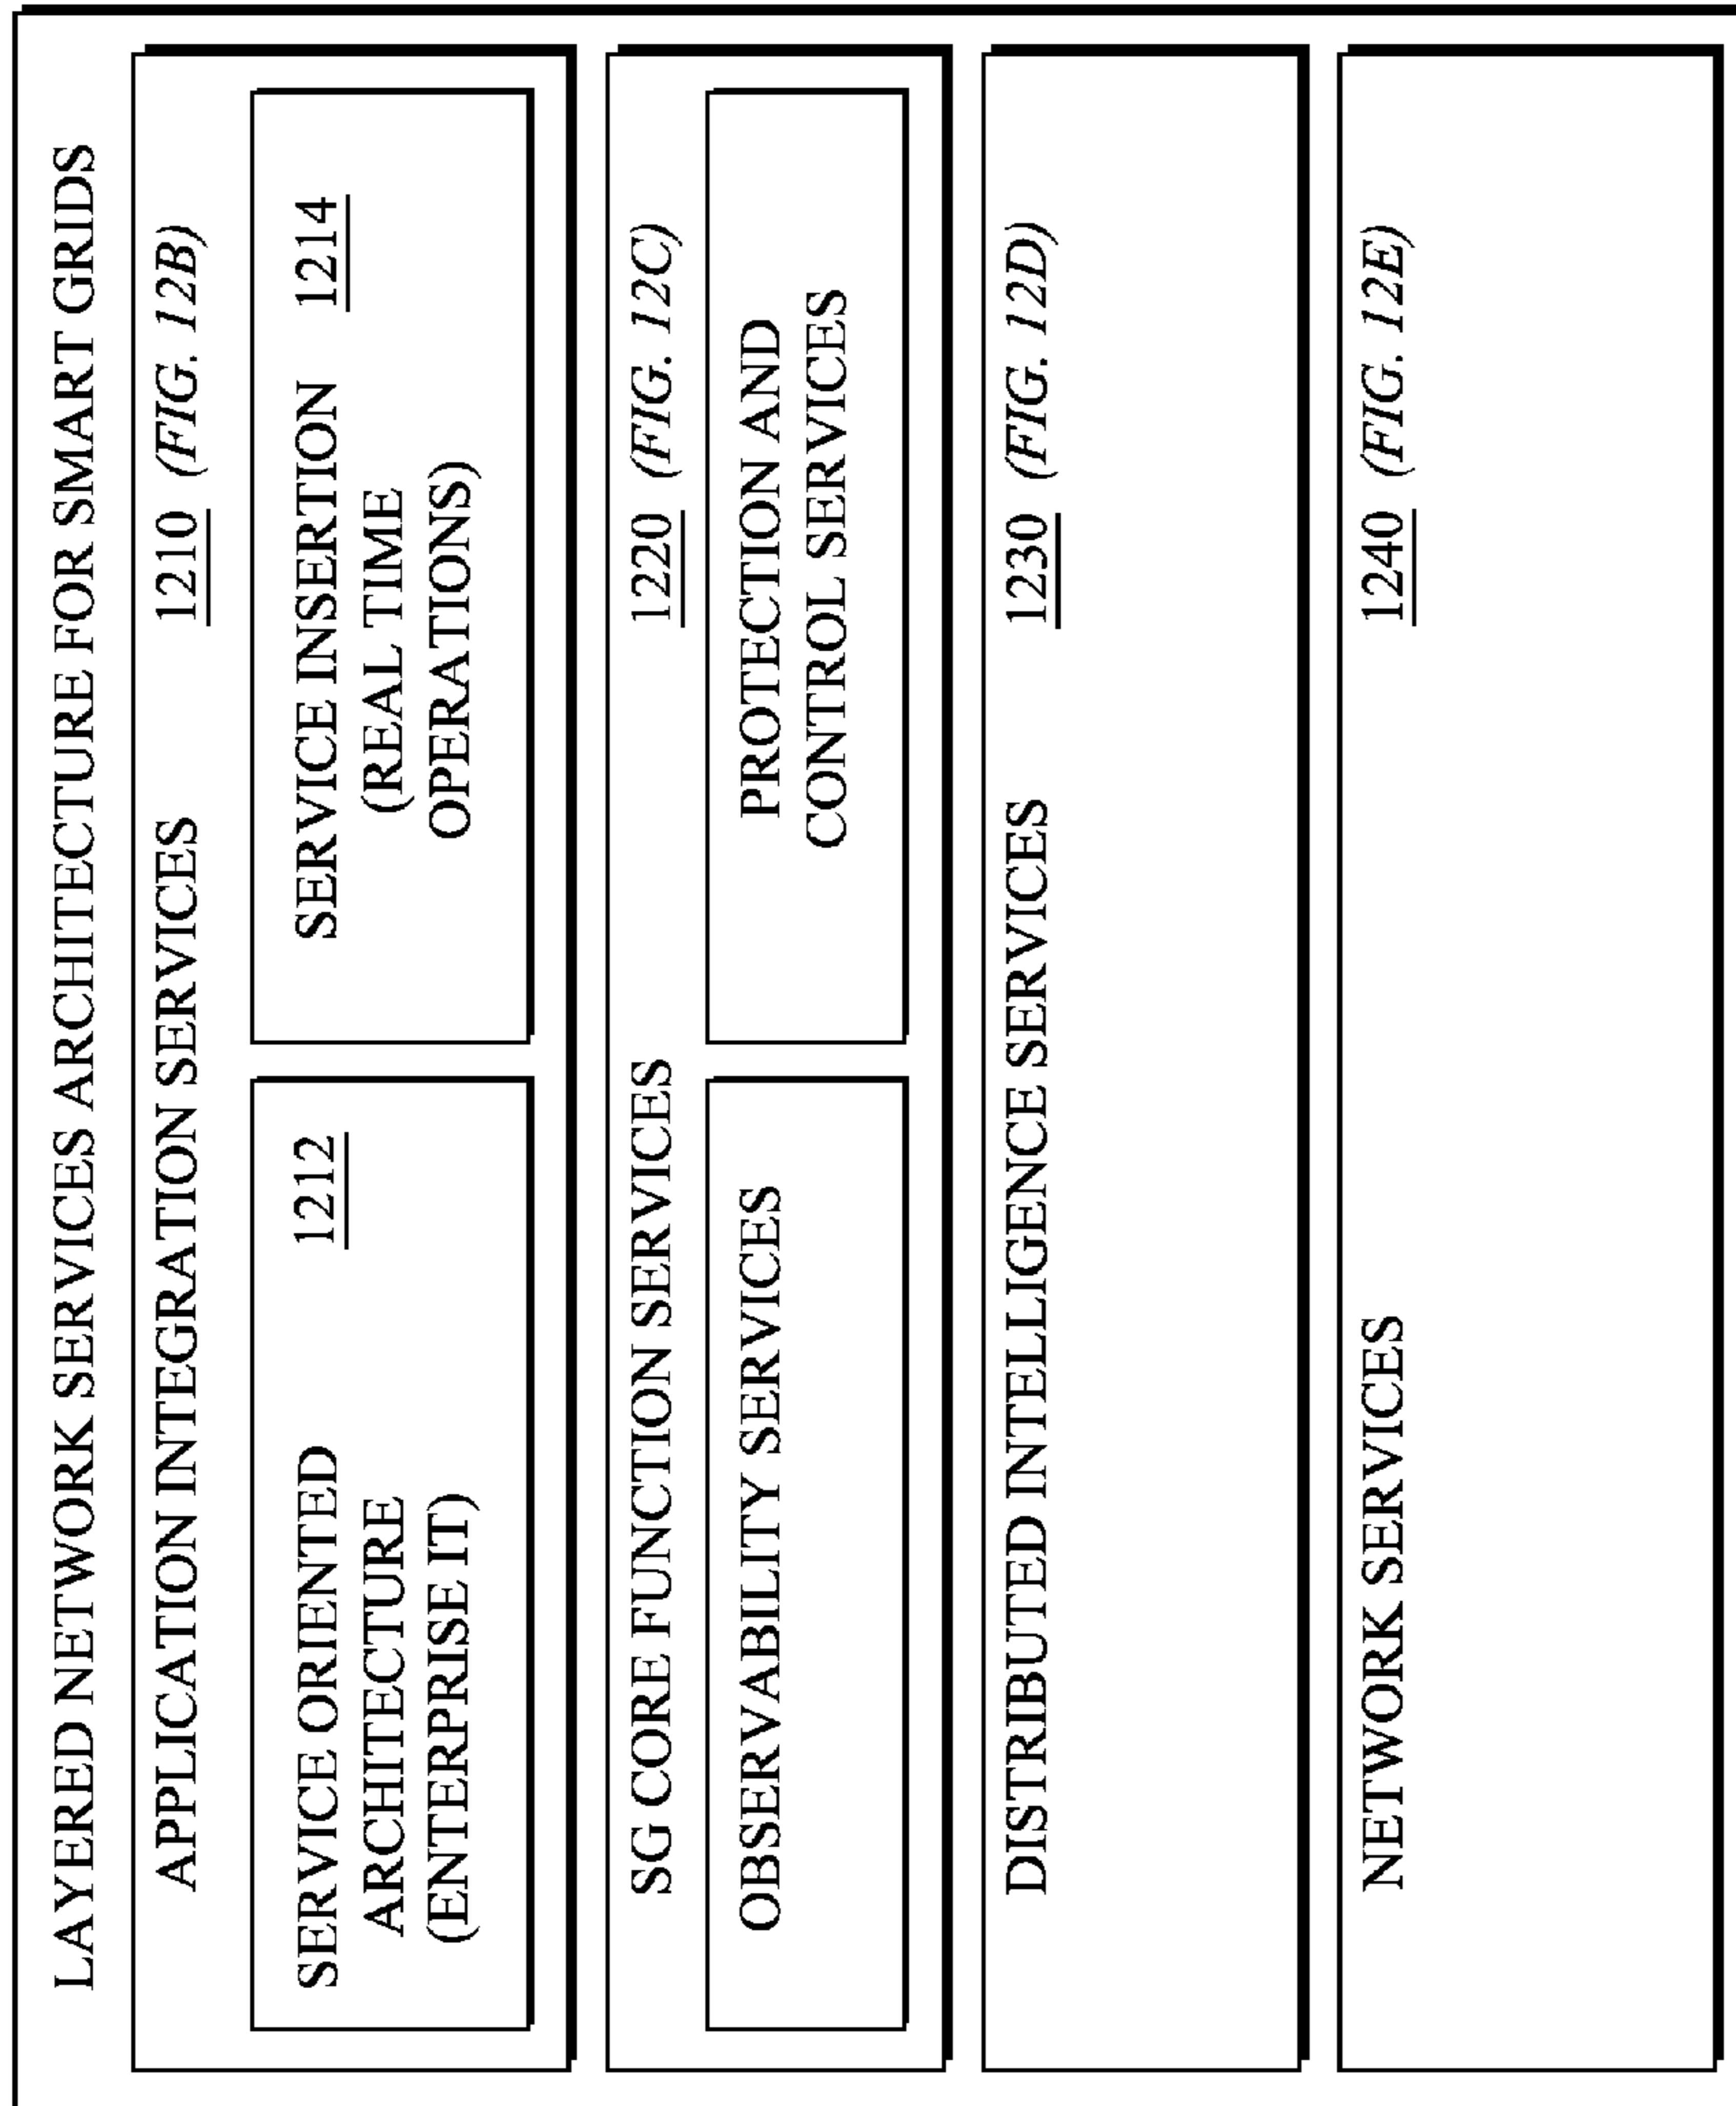 LAYERED NETWORK SERVICES ARCHITECTURE FOR SMART GRIDS
APPLICATION INTEGRATION SERVICES 1210 (FIG. 12B)
SERVICE ORIENTED 1212
ARCHITECTURE
(ENTERPRISE IT)
SERVICE INSERTION 1214
(REAL TIME
OPERATIONS)
SG CORE FUNCTION SERVICES 1220 (FIG. 12C)
OBSERVABILITY SERVICES
PROTECTION AND
CONTROL SERVICES
DISTRIBUTED INTELLIGENCE SERVICES 1230 (FIG. 12D)
NETWORK SERVICES 1240 (FIG. 12E)